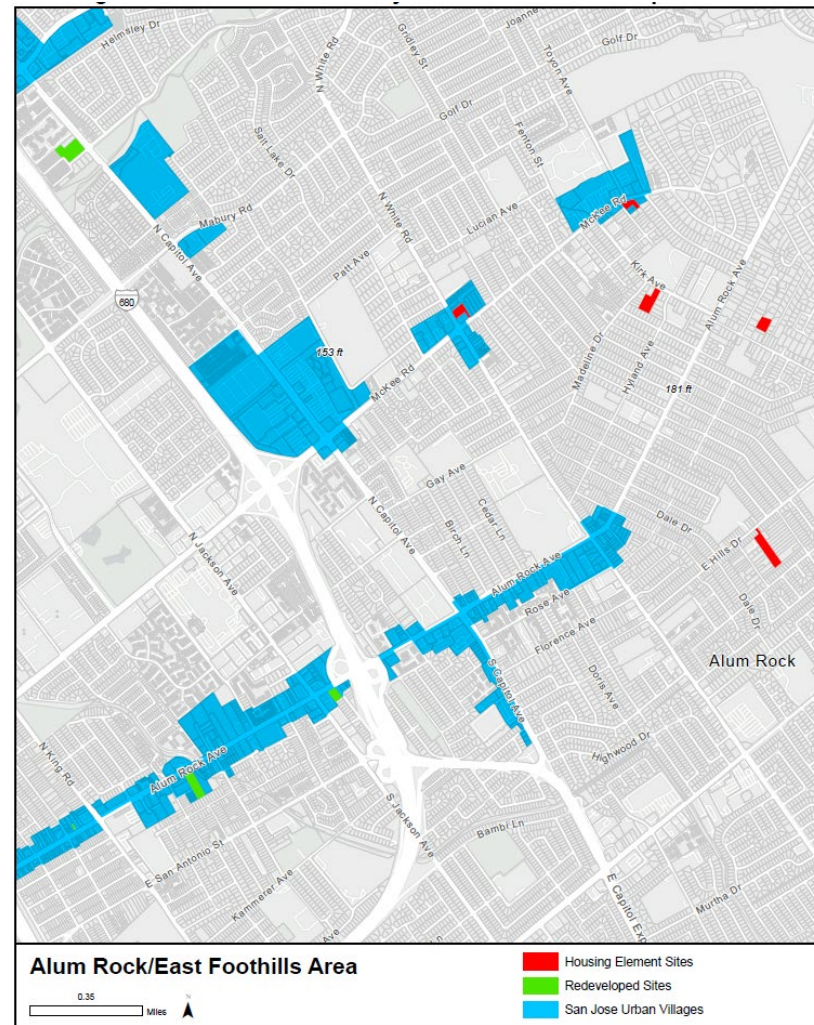 Helmsley Dr
N White Rd
Gridley St
Joanne
Golf Dr
Toyon Ave
Golf Dr
Salt Lake Dr
Fenton St
Mabury Rd
N White Rd
Lucian Ave
McKee Rd
N Capitol Ave
Patt Ave
Kirk Ave
680
Alum Rock Ave
153 ft
Madeline Dr
Hyland Ave
McKee Rd
181 ft
Gay Ave
Cedar Ln
Birch Ln
N Capitol Ave
N Jackson Ave
Dale Dr
E Hills Dr
Alum Rock Ave
Rose Ave
Dale Dr
Florence Ave
Alum Rock
S Capitol Ave
Doris Ave
Highwood Dr
N King Rd
Alum Rock Ave
S Jackson Ave
Bambi Ln
E San Antonio St
Kammerer Ave
Murtha Dr
E Capitol Exp
Ave
Ln
Alum Rock/East Foothills Area
0.35
Miles
N
Housing Element Sites
Redeveloped Sites
San Jose Urban Villages